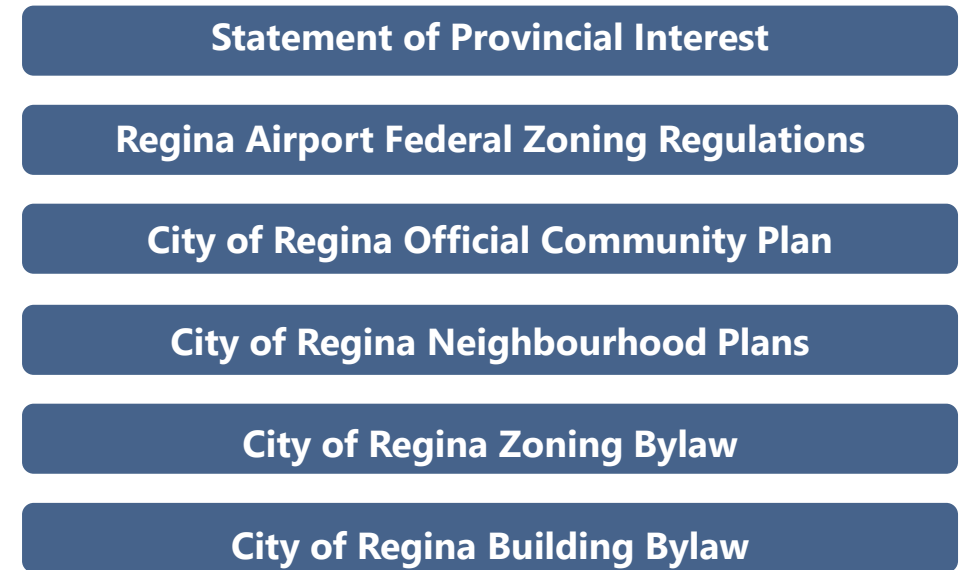 Statement of Provincial Interest
Regina Airport Federal Zoning Regulations
City of Regina Official Community Plan
City of Regina Neighbourhood Plans
City of Regina Zoning Bylaw
City of Regina Building Bylaw